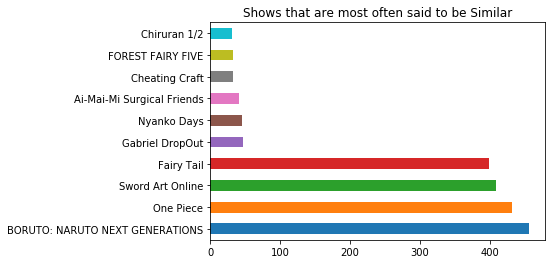 Shows that are most often said to be Similar
Chiruran 1/2
FOREST FAIRY FIVE
Cheating Craft
Ai-Mai-Mi Surgical Friends
Nyanko Days
Gabriel DropOut
Fairy Tail
Sword Art Online
One Piece
BORUTO: NARUTO NEXT GENERATIONS
0 100 200 300 400